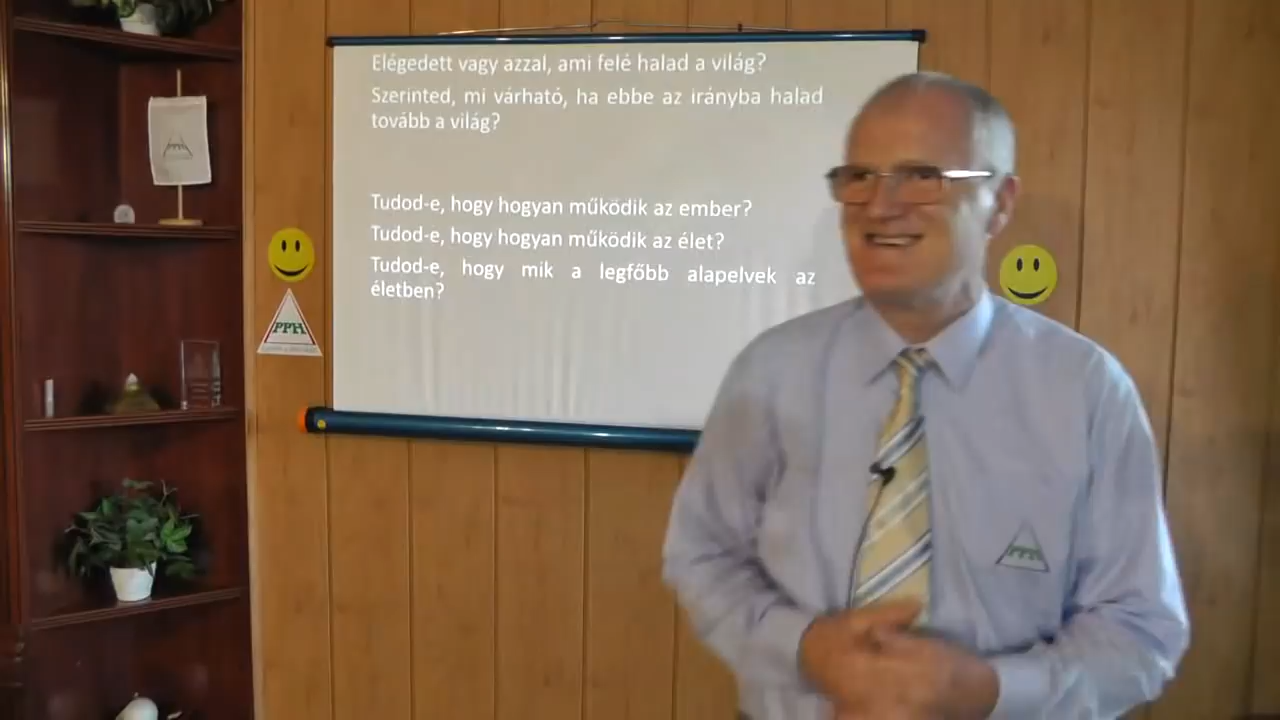 Elégedett vagy azzal, ami felé halad a világ?
Szerinted, mi várható, ha ebbe az irányba halad
tovább a világ?
Tudod-e, hogy hogyan működik az ember?
Tudod-e, hogy hogyan működik az élet?
Tudod-e, hogy mik a legfőbb alapelvek az
életben?
PPH
PPH
PPH